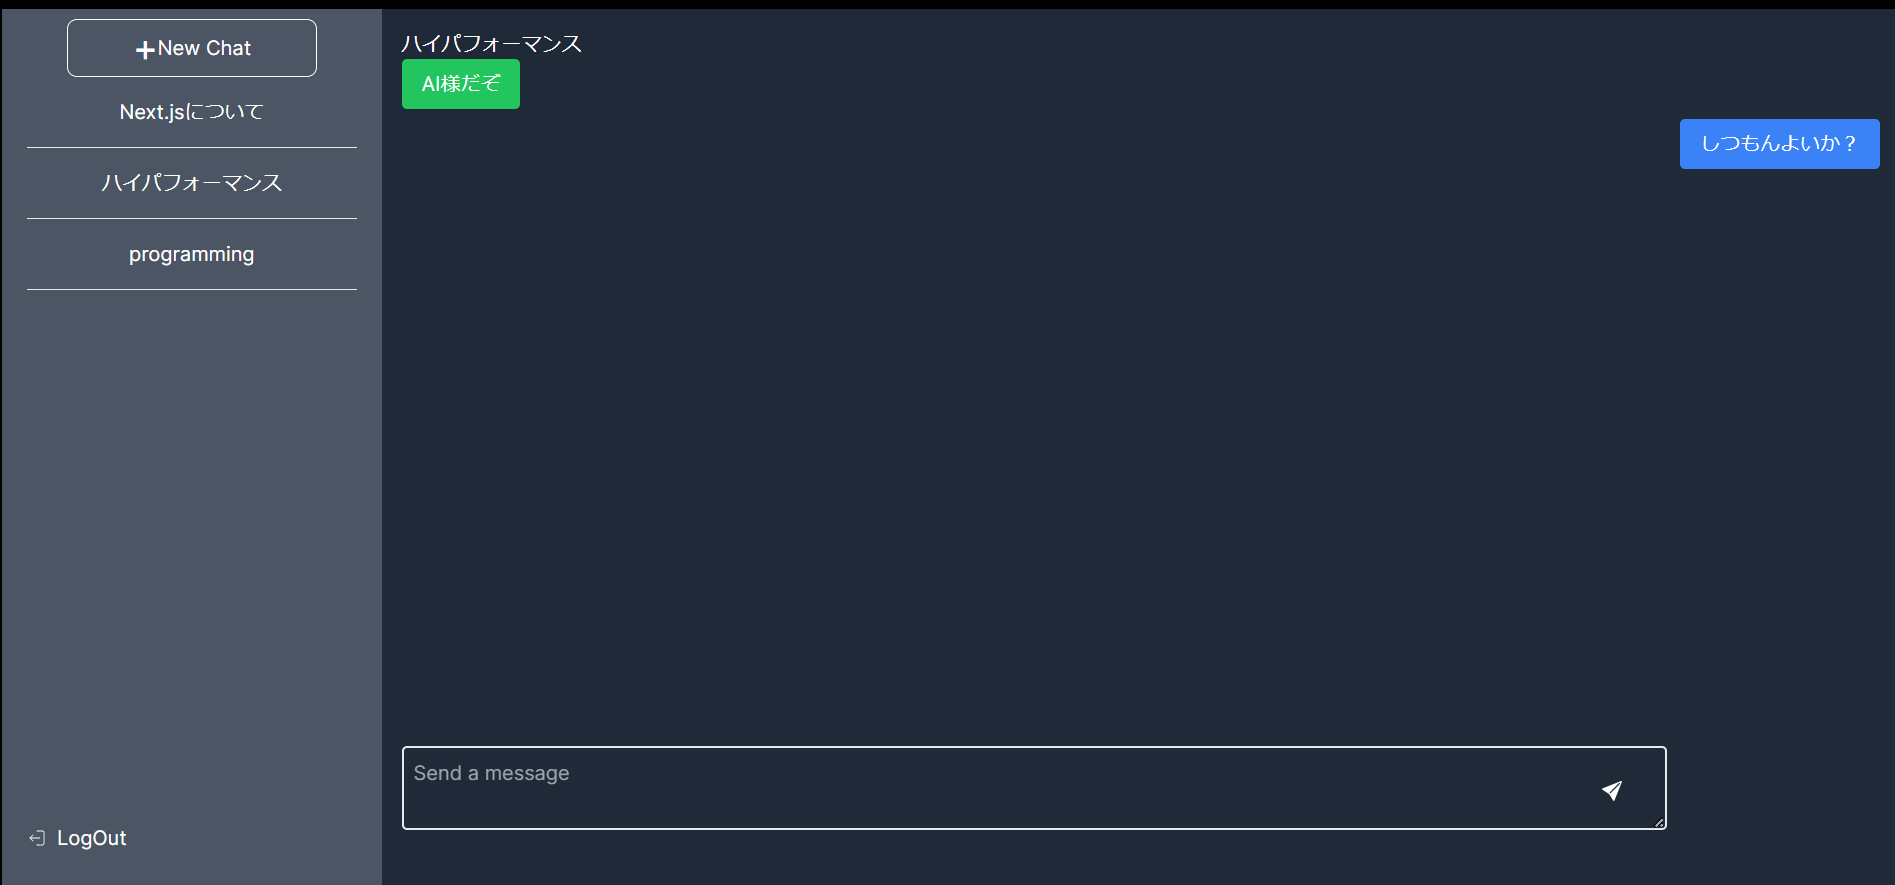 New Chat
Next.jsについて
ハイパフォーマンス
programming
LogOut
ハイパフォーマンス
AI様だぞ
しつもんよいか？
Send a message